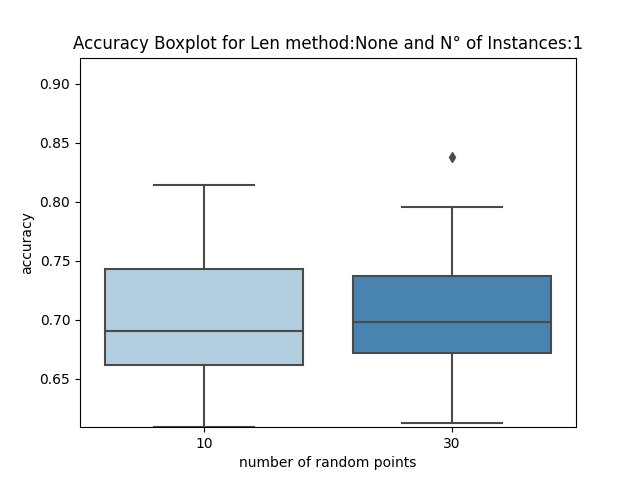 Accuracy Boxplot for Len method:None and N° of Instances:1
0.90
0.85
0.80
0.75
0.70
0.65
accuracy
10 30
number of random points